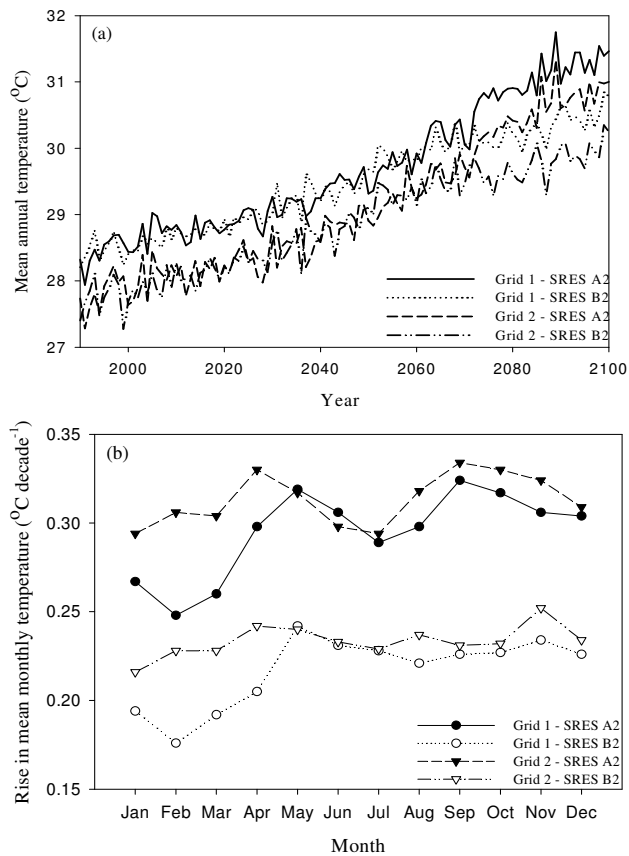 (a)
Mean annual temperature (°C)
32
31
30
29
28
27
2000
2020
2040
2060
2080
2100
Year
Grid 1 - SRES A2
Grid 1 - SRES B2
Grid 2 - SRES A2
Grid 2 - SRES B2
(b)
Rise in mean monthly temperature (°C decade⁻¹)
0.35
0.30
0.25
0.20
0.15
Jan Feb Mar Apr May Jun Jul Aug Sep Oct Nov Dec
Month
Grid 1 - SRES A2
Grid 1 - SRES B2
Grid 2 - SRES A2
Grid 2 - SRES B2